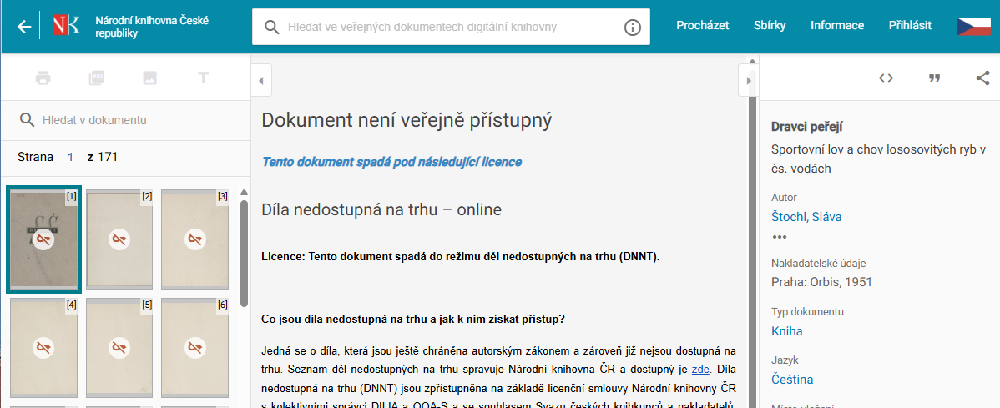 Národní knihovna České
republiky
Hledat ve veřejných dokumentech digitální knihovny
Procházet
Sbírky
Informace
Přihlásit
Hledat v dokumentu
Strana 1 z 171
[1]
[2]
[3]
[4]
[5]
[6]
Dokument není veřejně přístupný
Tento dokument spadá pod následující licence
Díla nedostupná na trhu – online
Licence: Tento dokument spadá do režimu děl nedostupných na trhu (DNNT).
Co jsou díla nedostupná na trhu a jak k nim získat přístup?
Jedná se o díla, která jsou ještě chráněna autorským zákonem a zároveň již nejsou dostupná na
trhu. Seznam děl nedostupných na trhu spravuje Národní knihovna ČR a dostupný je zde. Díla
nedostupná na trhu (DNNT) jsou zpřístupněna na základě licenční smlouvy Národní knihovny ČR
s kolektivními správci DILIA a OOA-S a se souhlasem Svazu českých knihkupců a nakladatelů.
Dravci peřejí
Sportovní lov a chov lososovitých ryb v
čs. vodách
Autor
Štochl, Sláva
Nakladatelské údaje
Praha: Orbis, 1951
Typ dokumentu
Kniha
Jazyk
Čeština
Místo uložení